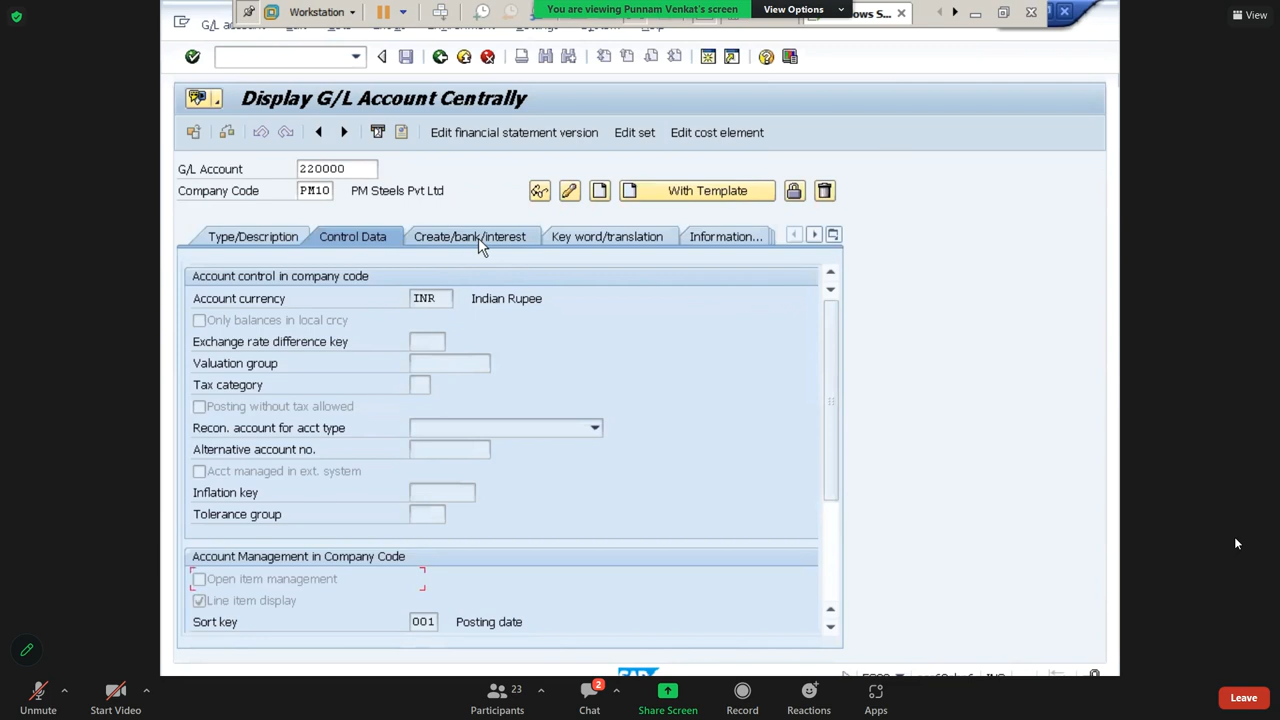 Workstation
You are viewing Punnam Venkat's screen
View Options
View
Display G/L Account Centrally
Edit financial statement version Edit set Edit cost element
G/L Account 220000
Company Code PM10 PM Steels Pvt Ltd
With Template
Type/Description Control Data Create/bank/interest Key word/translation Information...
Account control in company code
Account currency INR Indian Rupee
Only balances in local crcy
Exchange rate difference key
Valuation group
Tax category
Posting without tax allowed
Recon. account for acct type
Alternative account no.
Acct managed in ext. system
Inflation key
Tolerance group
Account Management in Company Code
Open item management
Line item display
Sort key 001 Posting date
23
2
Unmute Start Video Participants Chat Share Screen Record Reactions Apps Leave